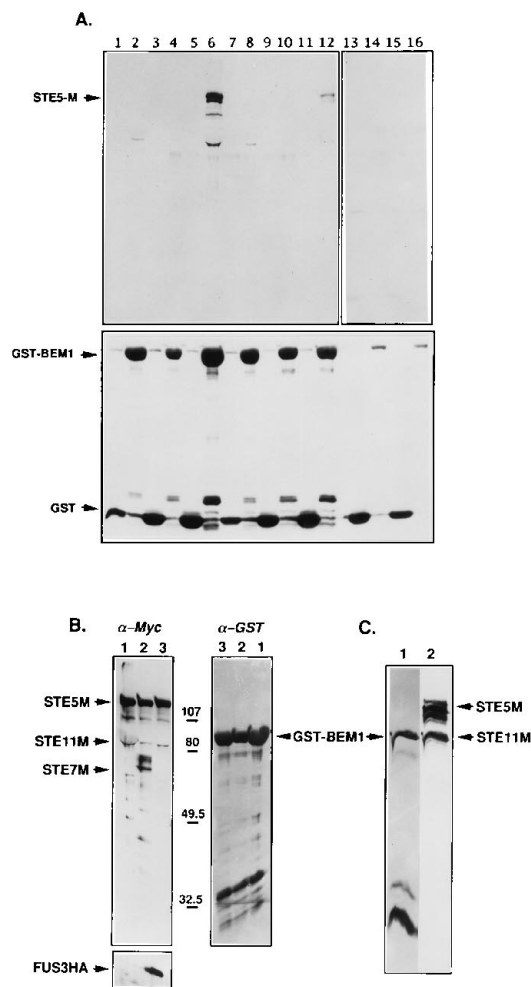 A.
1 2 3 4 5 6 7 8 9 10 11 12 13 14 15 16
STE5-M
GST-BEM1
GST
B.
α-Myc
1 2 3
STE5M
STE11M
STE7M
FUS3HA
107
80
49.5
32.5
α-GST
3 2 1
GST-BEM1
C.
1 2
STE5M
STE11M